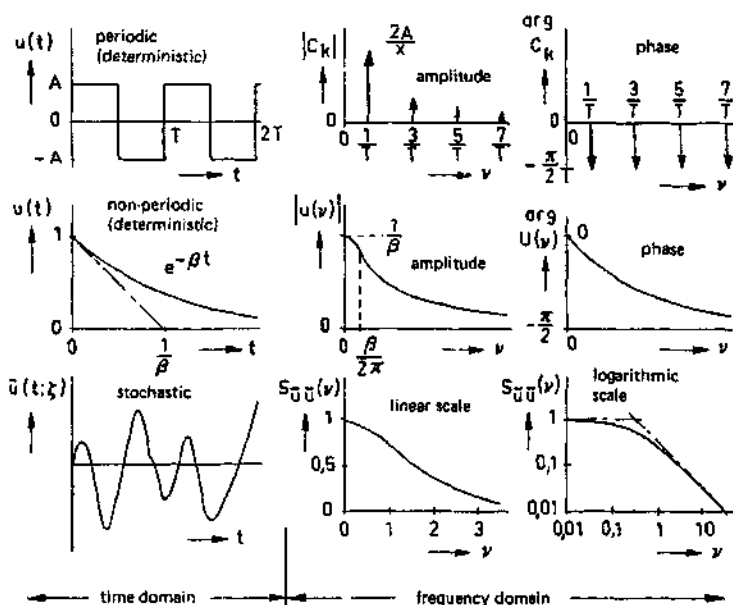 u(t)
periodic
(deterministic)
A
0
-A
T
2T
t
|C_k|
2A/x
amplitude
0
0
1/T
3/T
5/T
7/T
ν
arg
C_k
phase
0
1/T
3/T
5/T
7/T
0
-π/2
ν
u(t)
non-periodic
(deterministic)
1
e^-βt
0
0
1/β
t
|u(ν)|
1/β
amplitude
0
0
β/2π
ν
arg
U(ν)
0
phase
-π/2
0
ν
ũ(t;ζ)
stochastic
t
S_ũũ(ν)
linear scale
1
0,5
0
0
1
2
3
ν
S_ũũ(ν)
logarithmic
scale
1
0,1
0,01
0,01
0,1
1
10
ν
time domain
frequency domain